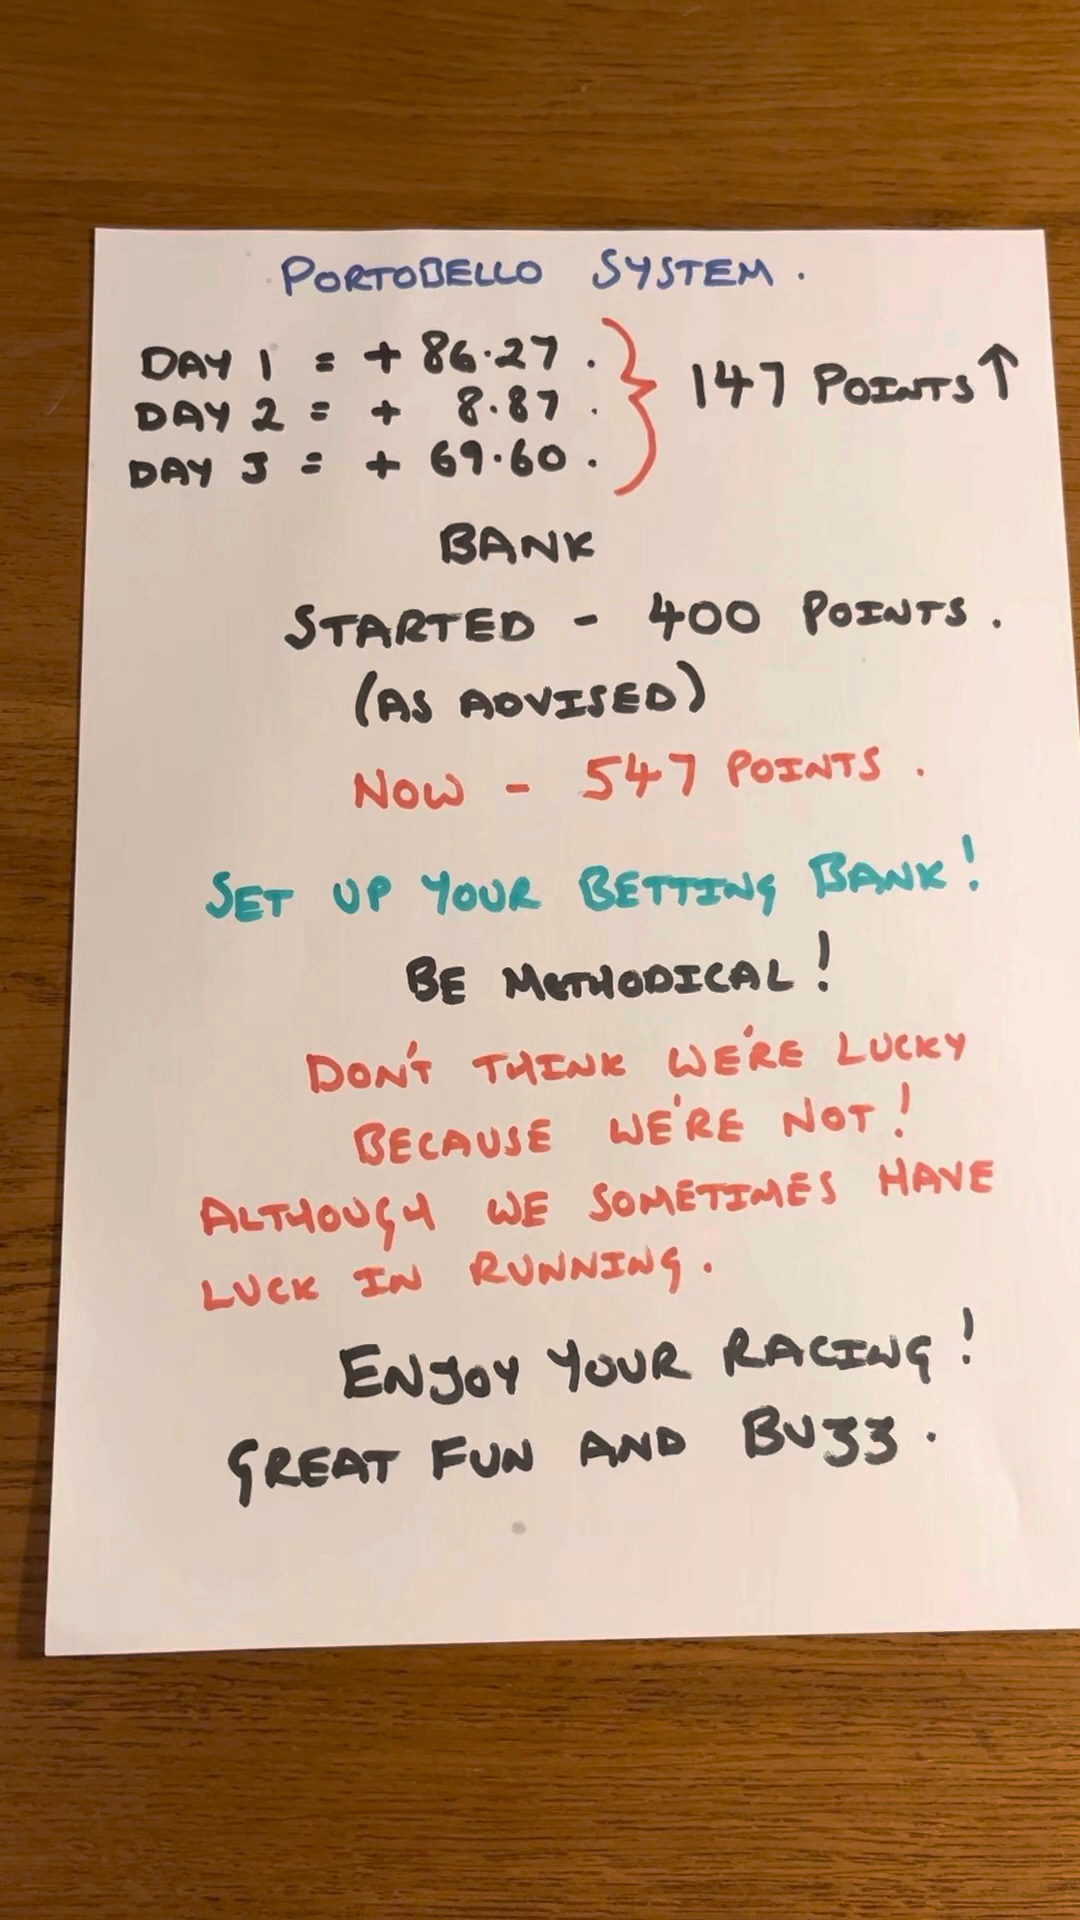 PORTOBELLO SYSTEM.
DAY 1 = + 86.27.
DAY 2 = + 8.87.
DAY 3 = + 69.60.
147 POINTS ↑
BANK
STARTED - 400 POINTS.
(AS ADVISED)
NOW - 547 POINTS.
SET UP YOUR BETTING BANK!
BE METHODICAL!
DON'T THINK WE'RE LUCKY
BECAUSE WE'RE NOT!
ALTHOUGH WE SOMETIMES HAVE
LUCK IN RUNNING.
ENJOY YOUR RACING!
GREAT FUN AND BUZZ.